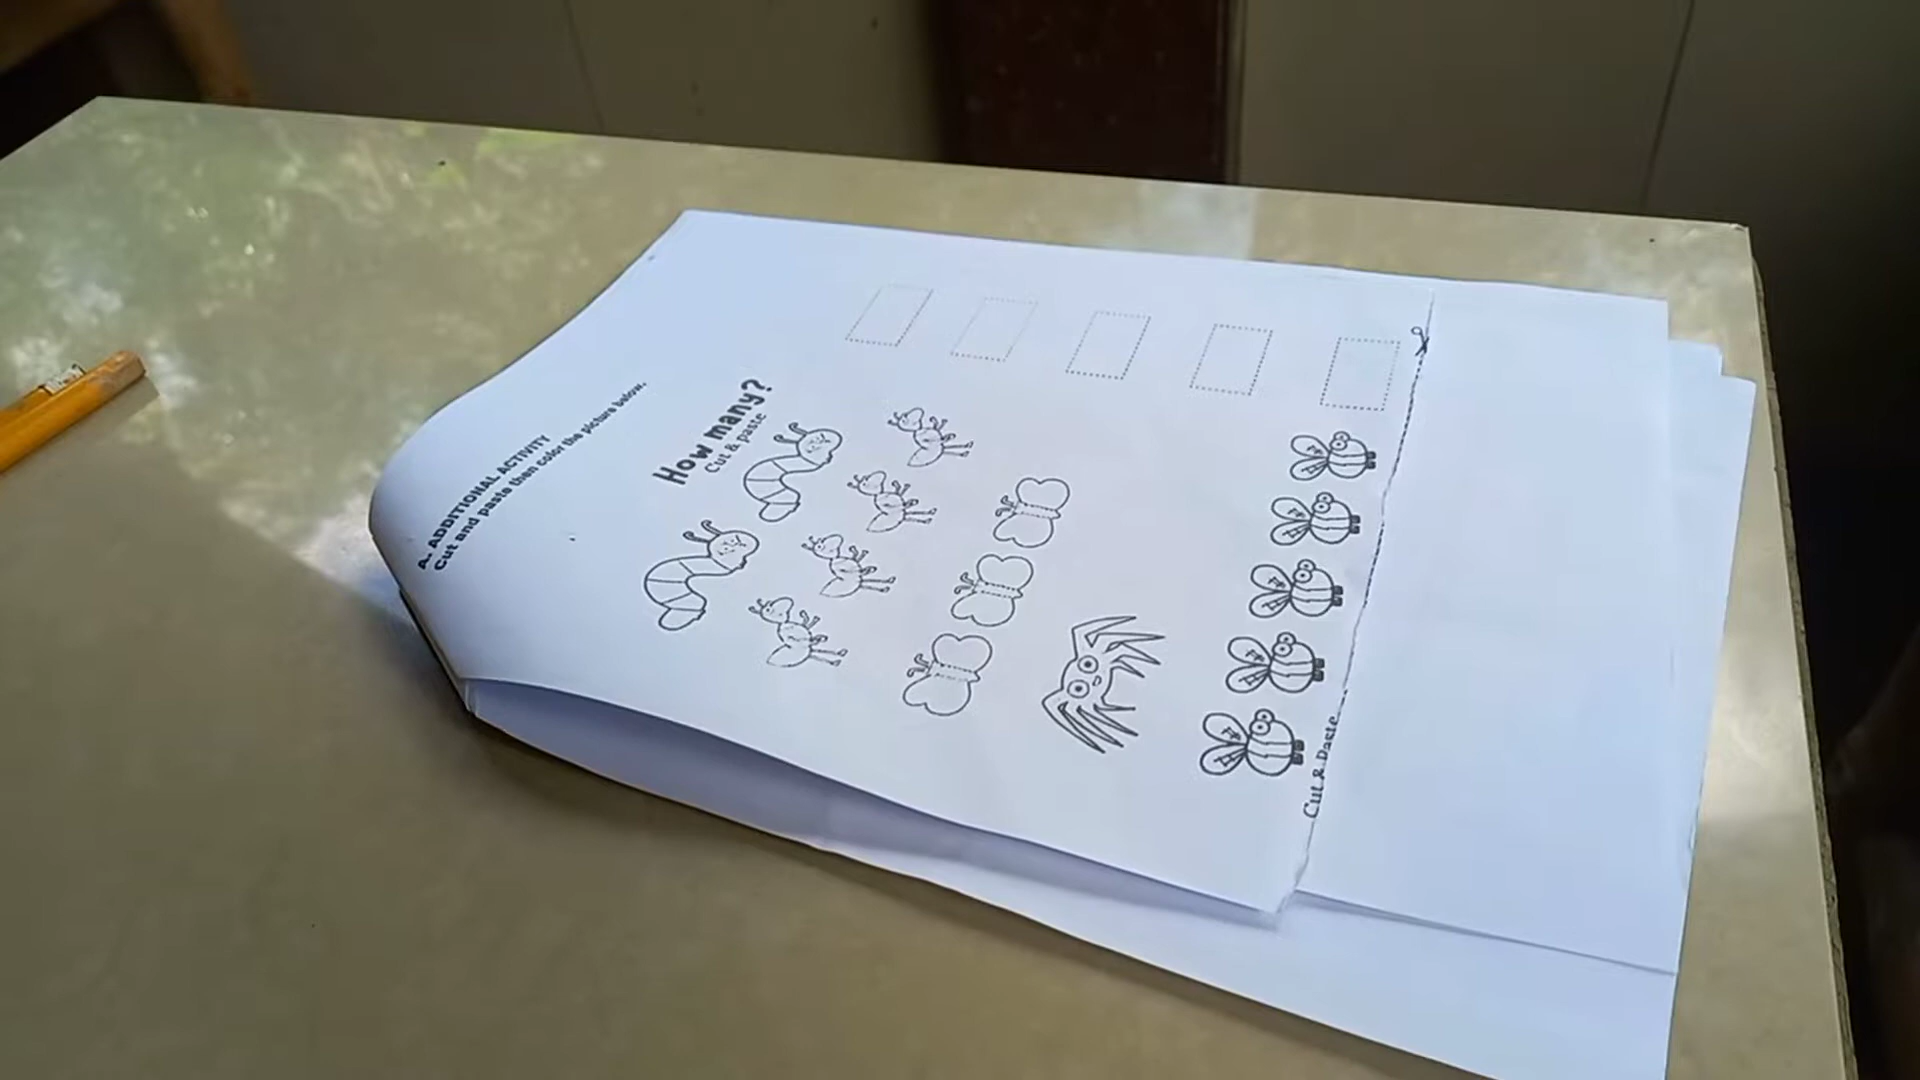 A. ADDITIONAL ACTIVITY
Cut and paste then color the picture below.
How many?
Cut & paste
Cut & Paste